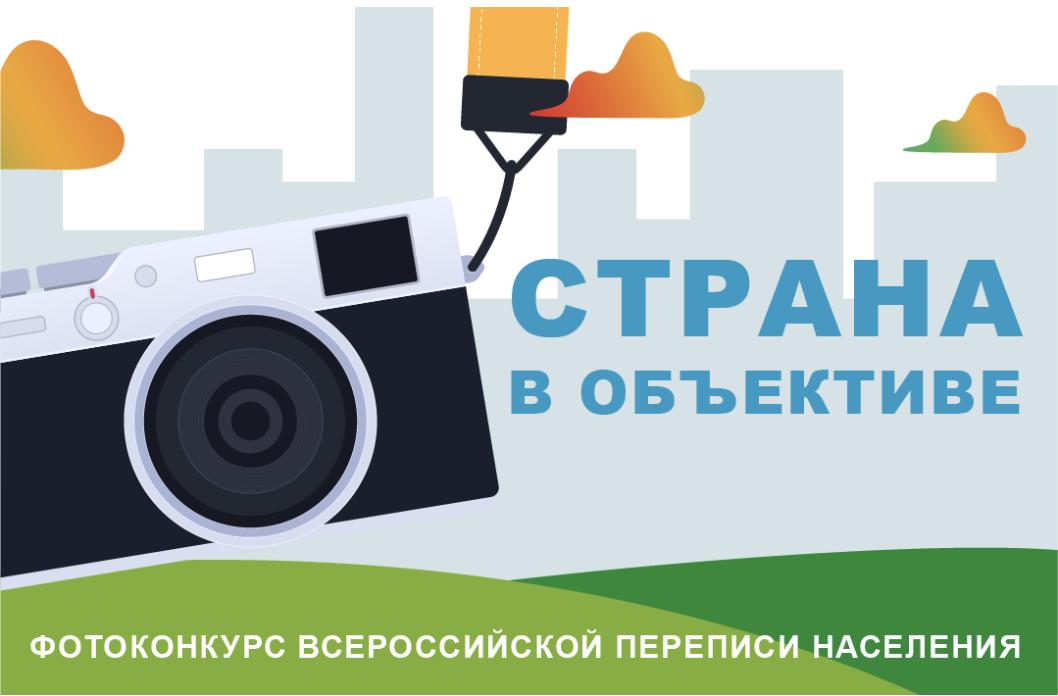 СТРАНА
В ОБЪЕКТИВЕ
ФОТОКОНКУРС ВСЕРОССИЙСКОЙ ПЕРЕПИСИ НАСЕЛЕНИЯ